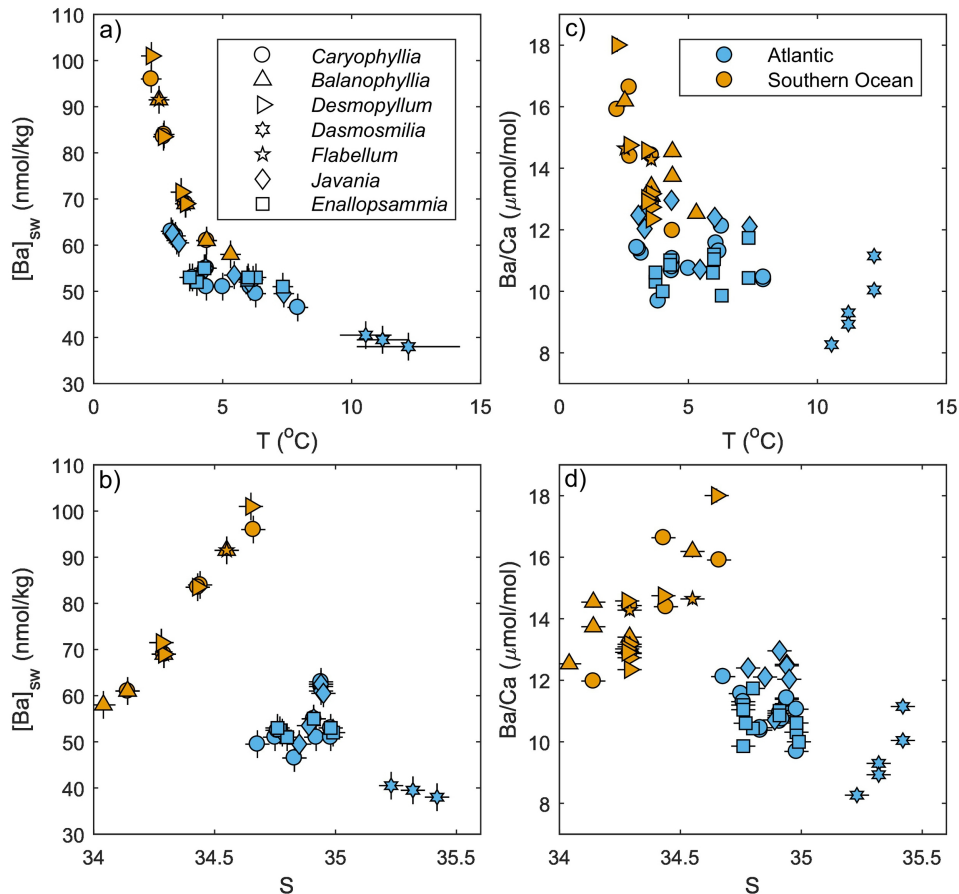 a)
110
100
90
80
70
60
50
40
30
[Ba]sw (nmol/kg)
Caryophyllia
Balanophyllia
Desmopyllum
Dasmosmilia
Flabellum
Javania
Enallopsammia
0 5 10 15
T (°C)
c)
18
16
14
12
10
8
Ba/Ca (μmol/mol)
Atlantic
Southern Ocean
0 5 10 15
T (°C)
b)
110
100
90
80
70
60
50
40
30
[Ba]sw (nmol/kg)
34 34.5 35 35.5
S
d)
18
16
14
12
10
8
Ba/Ca (μmol/mol)
34 34.5 35 35.5
S